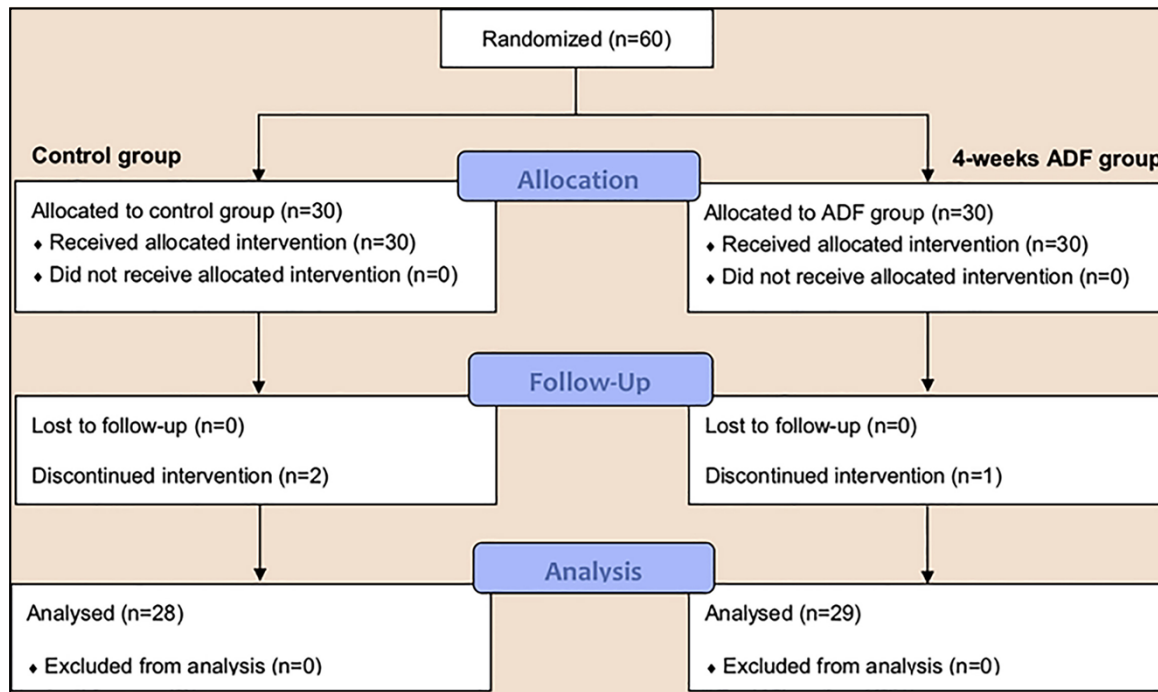 Randomized (n=60)
Control group
4-weeks ADF group
Allocation
Allocated to control group (n=30)
♦ Received allocated intervention (n=30)
♦ Did not receive allocated intervention (n=0)
Allocated to ADF group (n=30)
♦ Received allocated intervention (n=30)
♦ Did not receive allocated intervention (n=0)
Follow-Up
Lost to follow-up (n=0)
Discontinued intervention (n=2)
Lost to follow-up (n=0)
Discontinued intervention (n=1)
Analysis
Analysed (n=28)
♦ Excluded from analysis (n=0)
Analysed (n=29)
♦ Excluded from analysis (n=0)